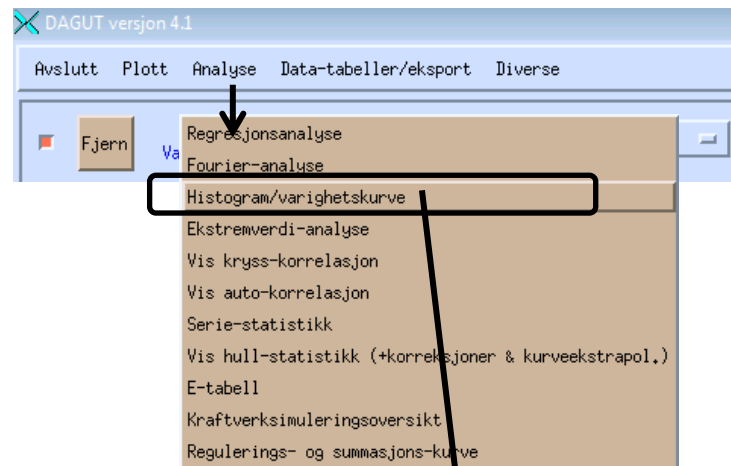 DAGUT versjon 4.1
Avslutt Plott Analyse Data-tabeller/eksport Diverse
Fjern
Va
Regresjonsanalyse
Fourier-analyse
Histogram/varighetskurve
Ekstremverdi-analyse
Vis kryss-korrelasjon
Vis auto-korrelasjon
Serie-statistikk
Vis hull-statistikk (+korreksjoner & kurveekstrapol.)
E-tabell
Kraftverksimuleringsoversikt
Regulerings- og summasjons-kurve